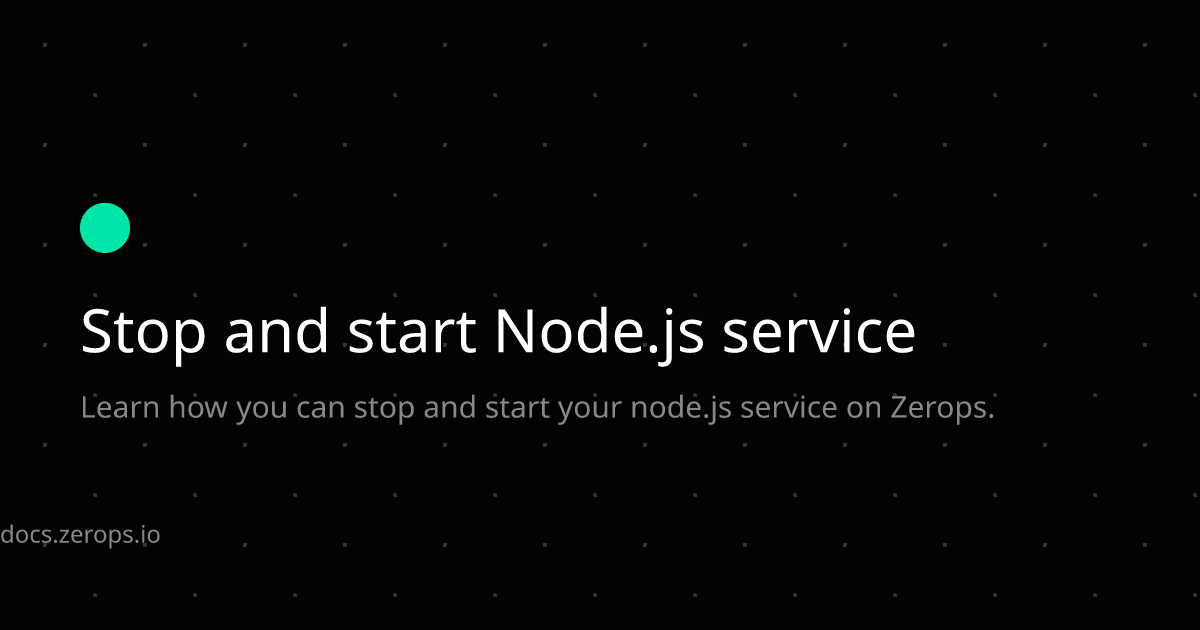 Stop and start Node.js service
Learn how you can stop and start your node.js service on Zerops.
docs.zerops.io